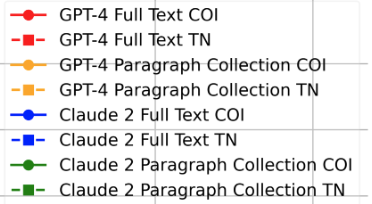 GPT-4 Full Text COI
GPT-4 Full Text TN
GPT-4 Paragraph Collection COI
GPT-4 Paragraph Collection TN
Claude 2 Full Text COI
Claude 2 Full Text TN
Claude 2 Paragraph Collection COI
Claude 2 Paragraph Collection TN